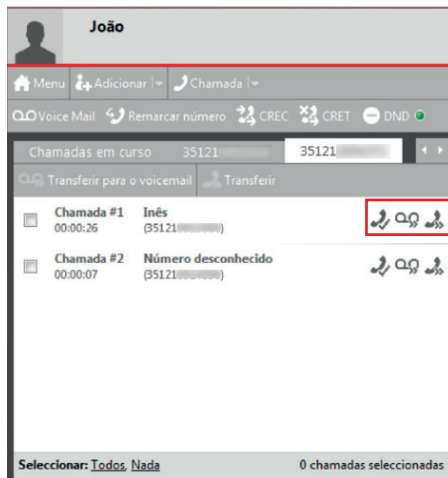 João
Menu Adicionar Chamada
Voice Mail Remarcar número CREC CRET DND
Chamadas em curso 35121 35121
Transferir para o voicemail Transferir
Chamada #1 Inês
00:00:26 (35121 )
Chamada #2 Número desconhecido
00:00:07 (35121 )
Seleccionar: Todos, Nada 0 chamadas seleccionadas